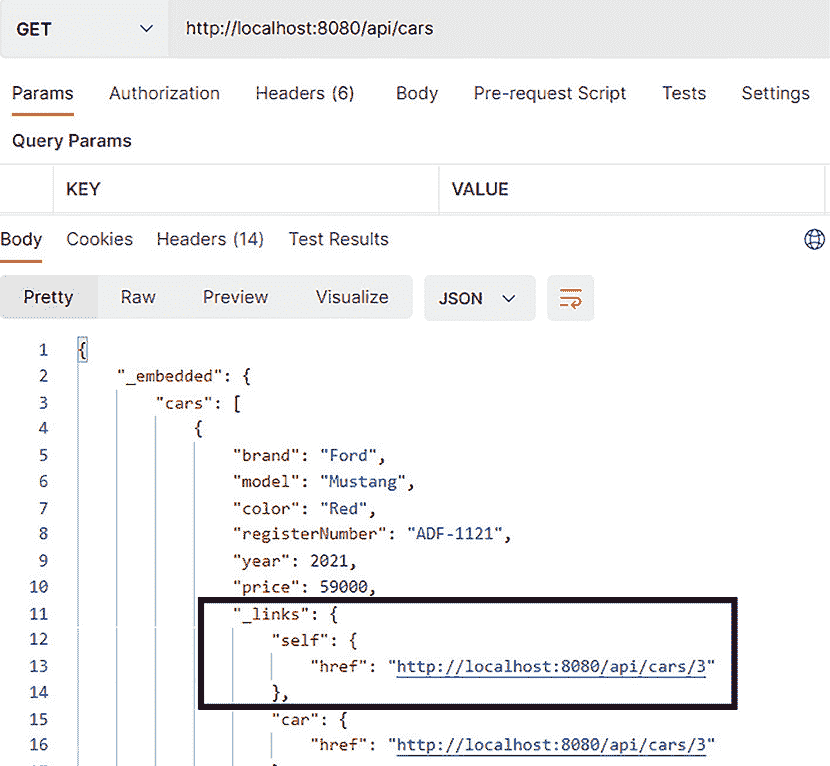 GET http://localhost:8080/api/cars
Params Authorization Headers (6) Body Pre-request Script Tests Settings
Query Params
KEY VALUE
Body Cookies Headers (14) Test Results
Pretty Raw Preview Visualize JSON
1 {
2 "_embedded": {
3 "cars": [
4 {
5 "brand": "Ford",
6 "model": "Mustang",
7 "color": "Red",
8 "registerNumber": "ADF-1121",
9 "year": 2021,
10 "price": 59000,
11 "_links": {
12 "self": {
13 "href": "http://localhost:8080/api/cars/3"
14 },
15 "car": {
16 "href": "http://localhost:8080/api/cars/3"